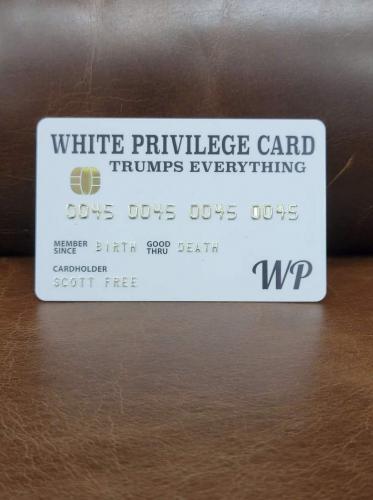 WHITE PRIVILEGE CARD
TRUMPS EVERYTHING
0045 0045 0045 0045
MEMBER SINCE BIRTH GOOD THRU DEATH
CARDHOLDER
SCOTT FREE
WP